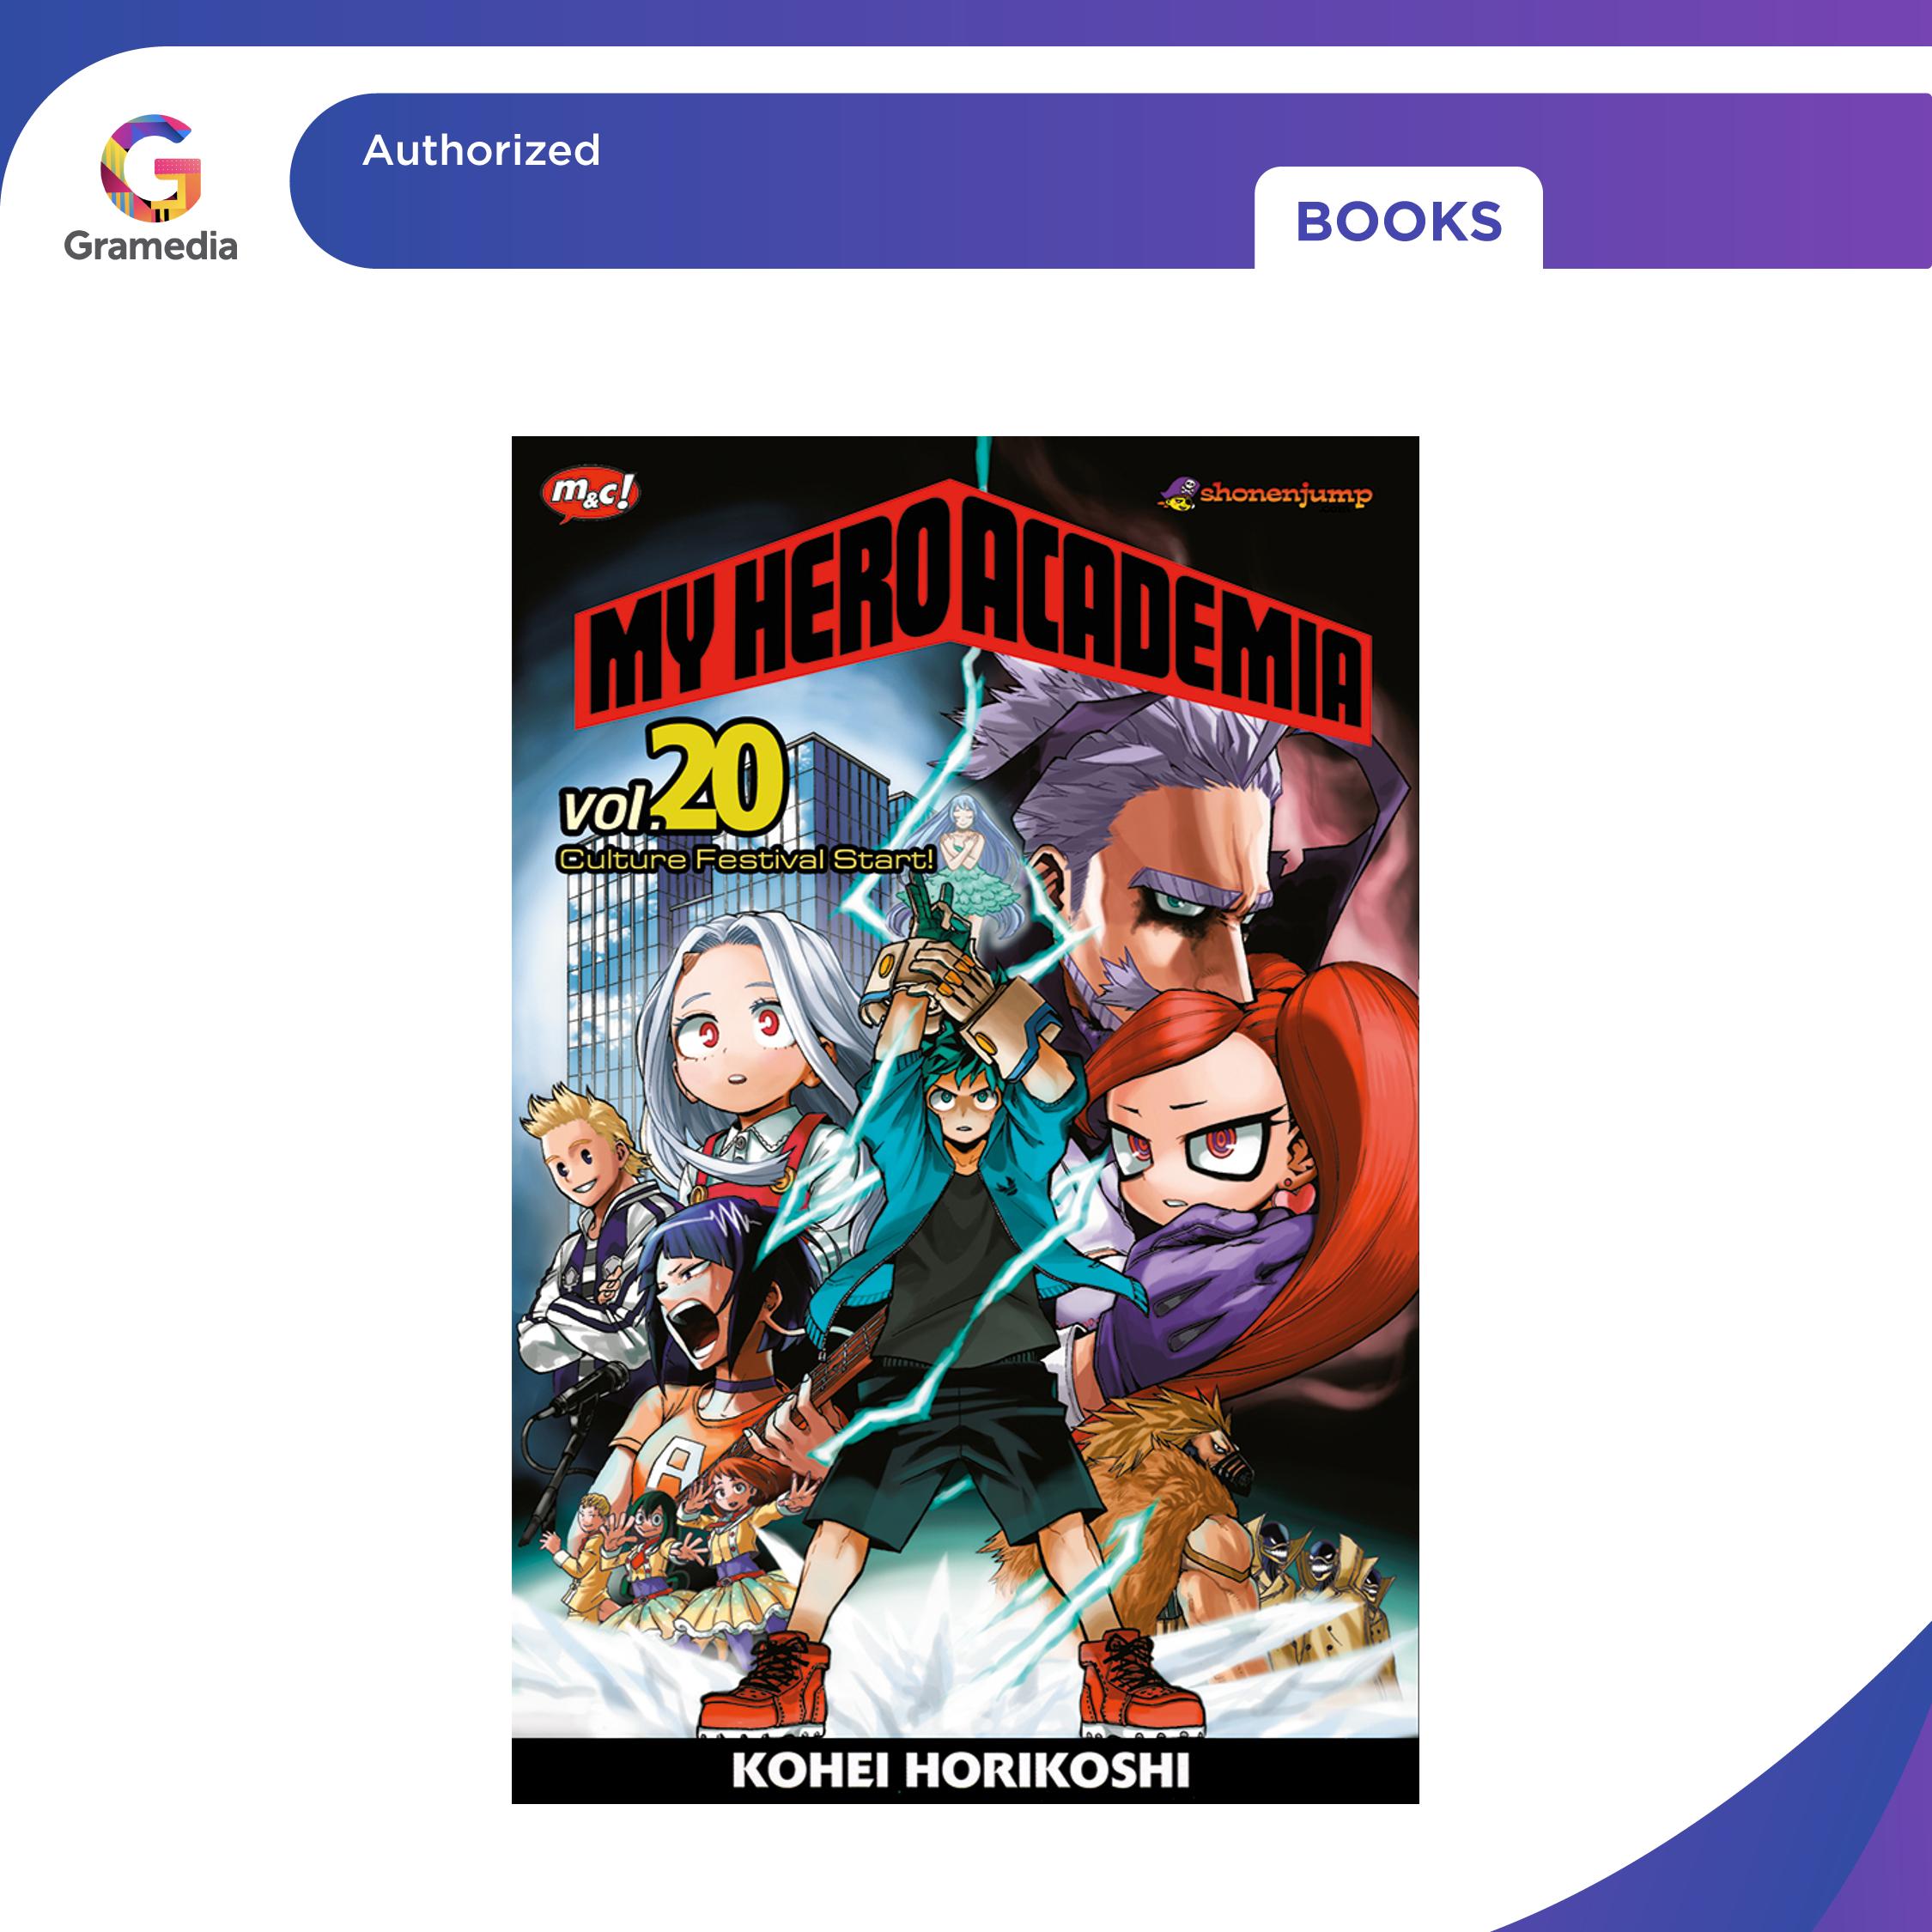 Authorized
BOOKS
Gramedia
m&c!
shonenjump
MY HERO ACADEMIA
vol.20
Culture Festival Start!
A
KOHEI HORIKOSHI